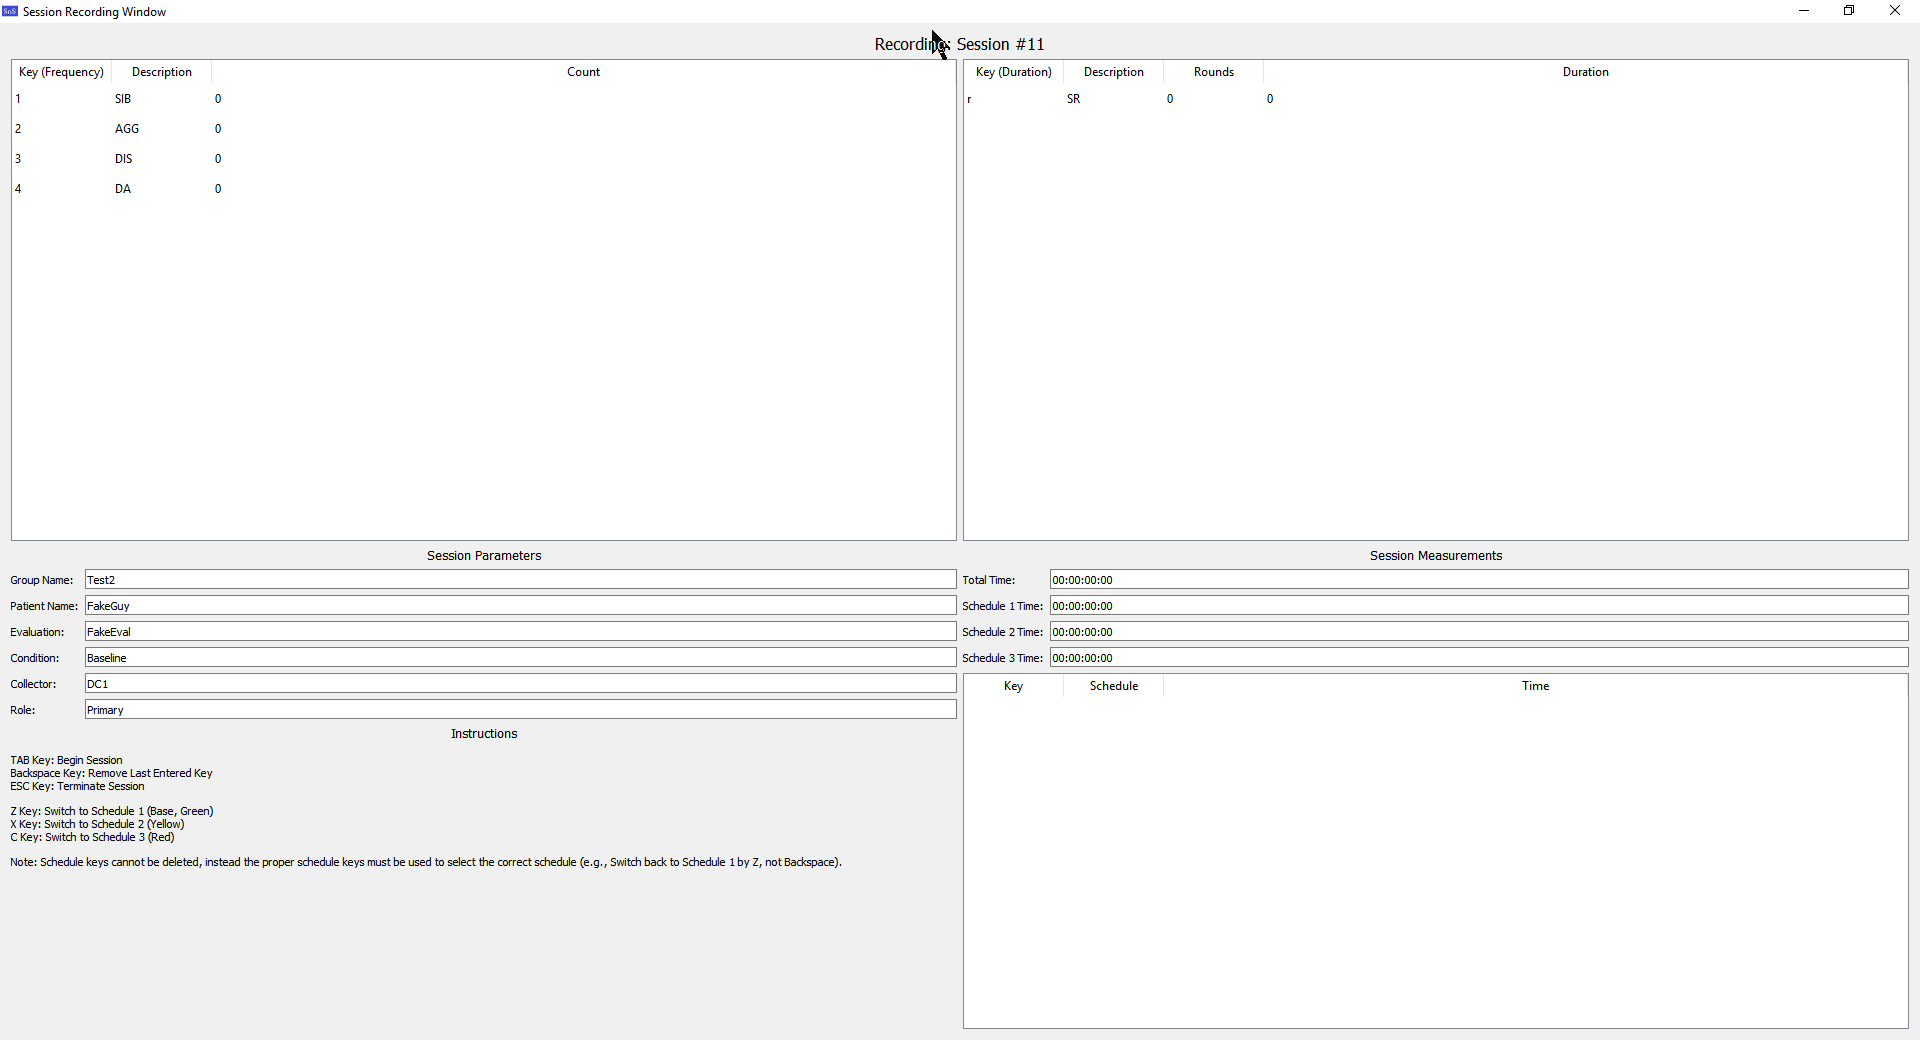 SnS Session Recording Window
Recording: Session #11
Key (Frequency) Description Count
1 SIB 0
2 AGG 0
3 DIS 0
4 DA 0
Key (Duration) Description Rounds Duration
r SR 0 0
Session Parameters
Group Name: Test2
Patient Name: FakeGuy
Evaluation: FakeEval
Condition: Baseline
Collector: DC1
Role: Primary
Instructions
TAB Key: Begin Session
Backspace Key: Remove Last Entered Key
ESC Key: Terminate Session
Z Key: Switch to Schedule 1 (Base, Green)
X Key: Switch to Schedule 2 (Yellow)
C Key: Switch to Schedule 3 (Red)
Note: Schedule keys cannot be deleted, instead the proper schedule keys must be used to select the correct schedule (e.g., Switch back to Schedule 1 by Z, not Backspace).
Session Measurements
Total Time: 00:00:00:00
Schedule 1 Time: 00:00:00:00
Schedule 2 Time: 00:00:00:00
Schedule 3 Time: 00:00:00:00
Key Schedule Time